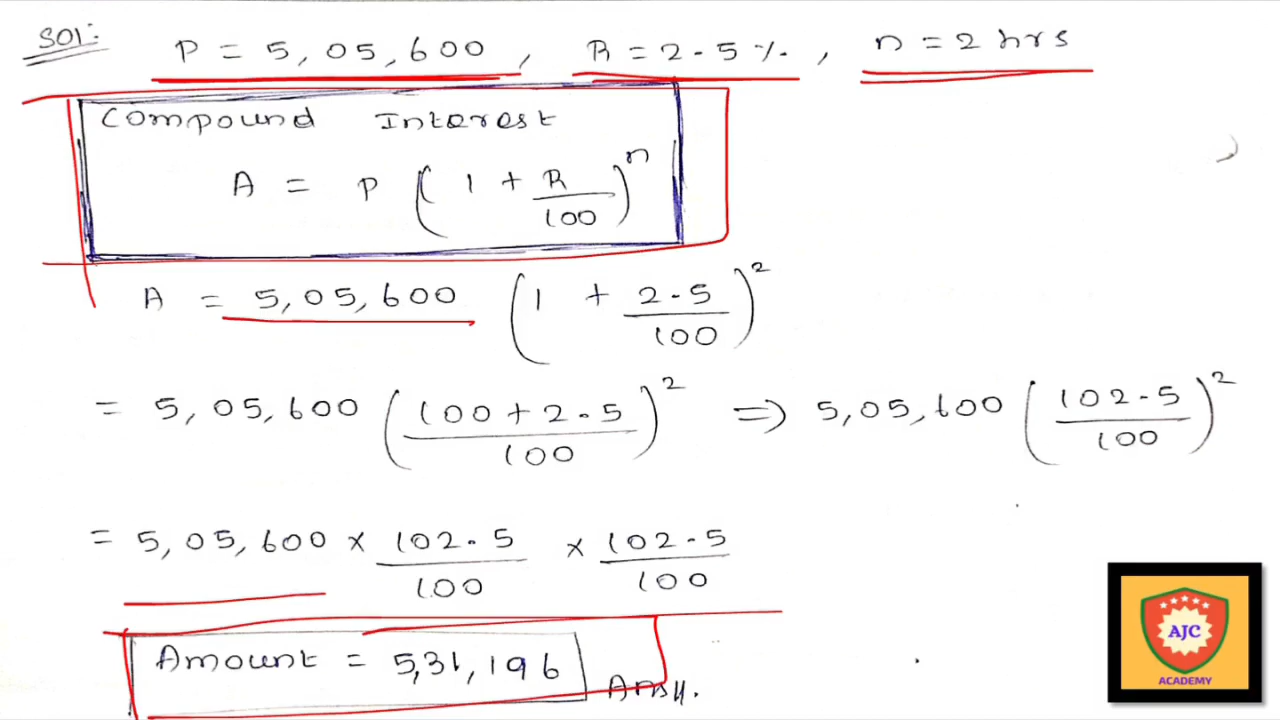 Sol:
P = 5,05,600, R = 2.5%, n = 2 hrs
Compound Interest
A = P (1 + R/100)^n
A = 5,05,600 (1 + 2.5/100)^2
= 5,05,600 (100 + 2.5/100)^2 => 5,05,600 (102.5/100)^2
= 5,05,600 × 102.5/100 × 102.5/100
Amount = 5,31,196 Ans//.
AJC
ACADEMY